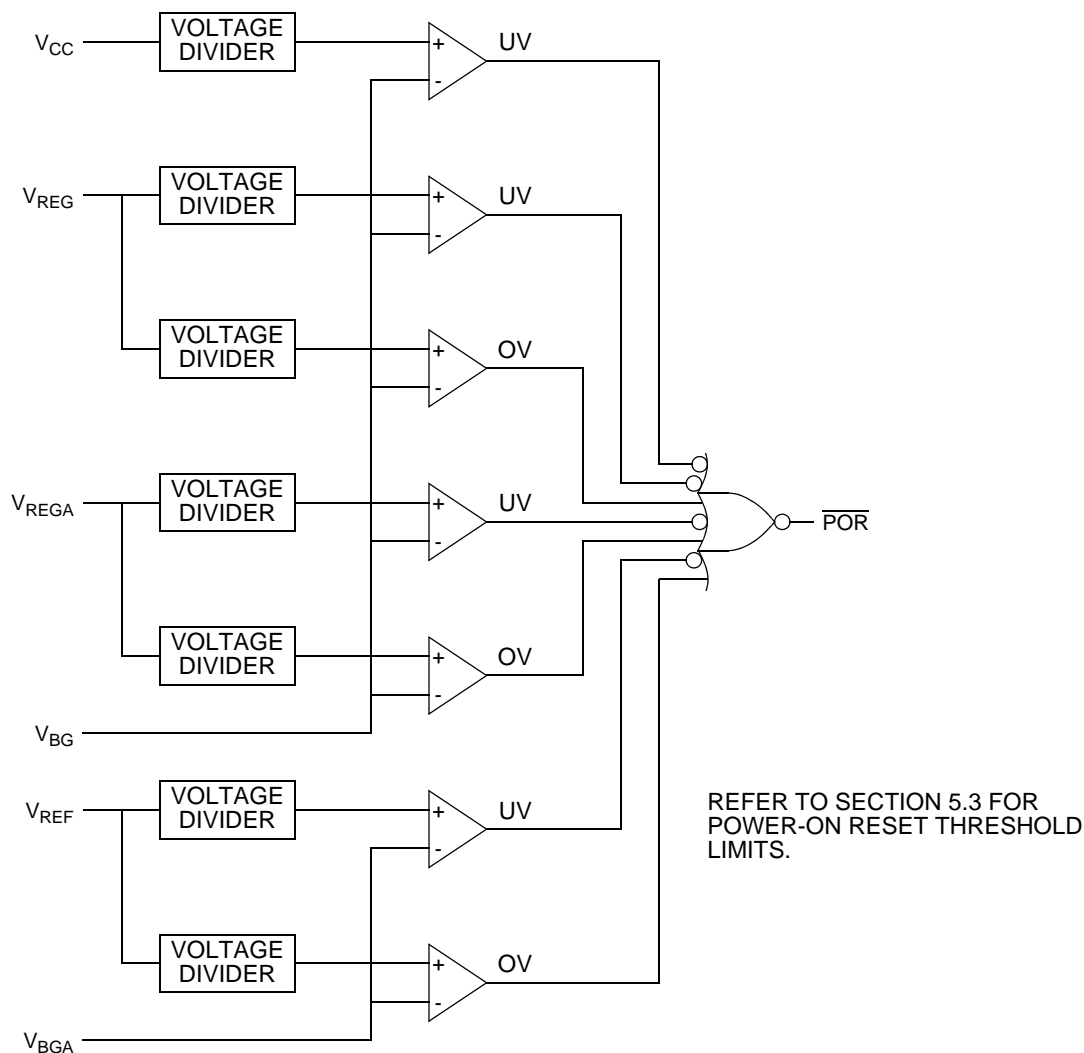 V_CC
VOLTAGE
DIVIDER
+
-
UV
V_REG
VOLTAGE
DIVIDER
+
-
UV
VOLTAGE
DIVIDER
+
-
OV
V_REGA
VOLTAGE
DIVIDER
+
-
UV
POR
VOLTAGE
DIVIDER
+
-
OV
V_BG
V_REF
VOLTAGE
DIVIDER
+
-
UV
REFER TO SECTION 5.3 FOR
POWER-ON RESET THRESHOLD
LIMITS.
VOLTAGE
DIVIDER
+
-
OV
V_BGA